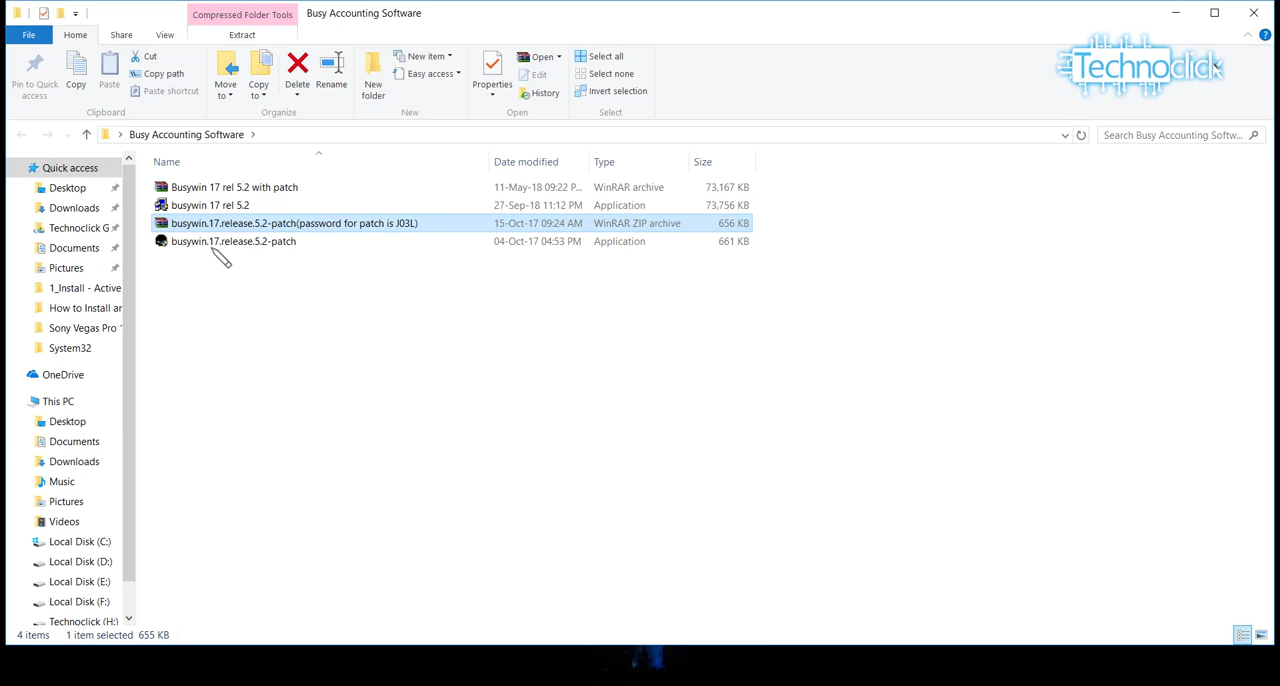 Compressed Folder Tools
Busy Accounting Software
File
Home
Share
View
Extract
Pin to Quick access
Copy
Paste
Cut
Copy path
Paste shortcut
Clipboard
Move to
Copy to
Delete
Rename
Organize
New folder
New item
Easy access
New
Properties
Open
Edit
History
Open
Select all
Select none
Invert selection
Select
Technoclick
Busy Accounting Software
Search Busy Accounting Softw...
Name
Date modified
Type
Size
Busywin 17 rel 5.2 with patch
11-May-18 09:22 P...
WinRAR archive
73,167 KB
busywin 17 rel 5.2
27-Sep-18 11:12 PM
Application
73,756 KB
busywin.17.release.5.2-patch(password for patch is J03L)
15-Oct-17 09:24 AM
WinRAR ZIP archive
656 KB
busywin.17.release.5.2-patch
04-Oct-17 04:53 PM
Application
661 KB
Quick access
Desktop
Downloads
Technoclick G
Documents
Pictures
1_Install - Active
How to Install ar
Sony Vegas Pro 1
System32
OneDrive
This PC
Desktop
Documents
Downloads
Music
Pictures
Videos
Local Disk (C:)
Local Disk (D:)
Local Disk (E:)
Local Disk (F:)
Technoclick (H:)
4 items
1 item selected 655 KB